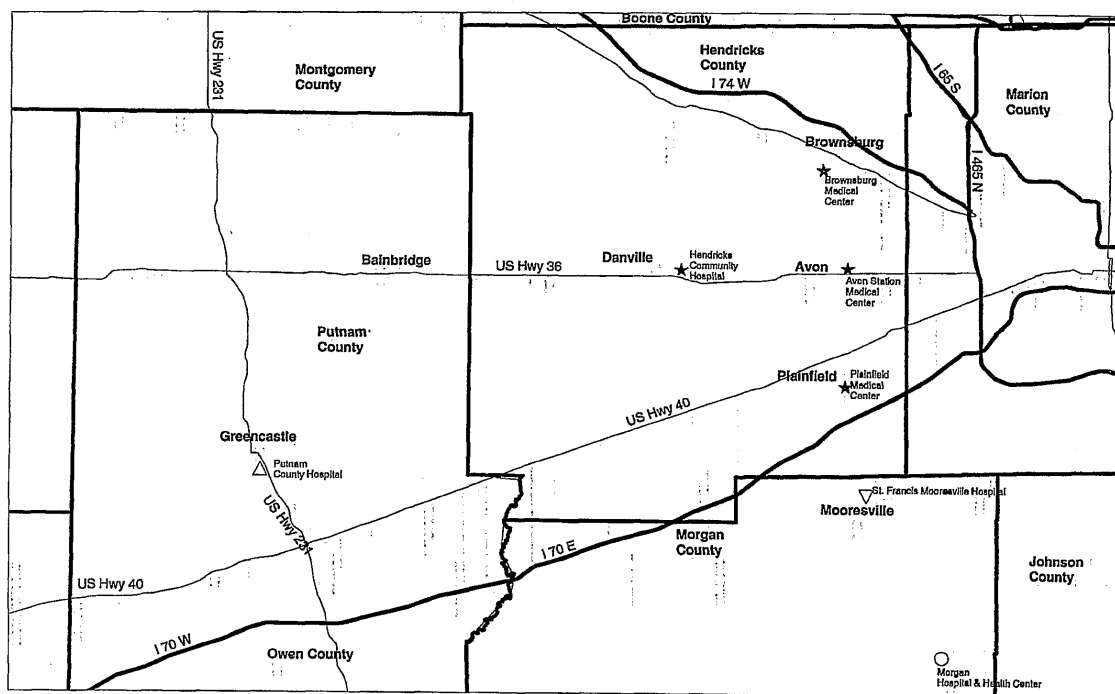 Boone County
US Hwy 231
Montgomery
County
Hendricks
County
I 74 W
I 65 S
Marion
County
Brownsburg
Brownsburg
Medical
Center
I 465 N
Bainbridge
US Hwy 36
Danville
Hendricks
Community
Hospital
Avon
Avon Station
Medical
Center
Putnam
County
Plainfield
Plainfield
Medical
Center
US Hwy 40
Greencastle
Putnam
County Hospital
US Hwy 231
St. Francis Mooresville Hospital
Mooresville
Morgan
County
I 70 E
Johnson
County
US Hwy 40
I 70 W
Owen County
Morgan
Hospital & Health Center